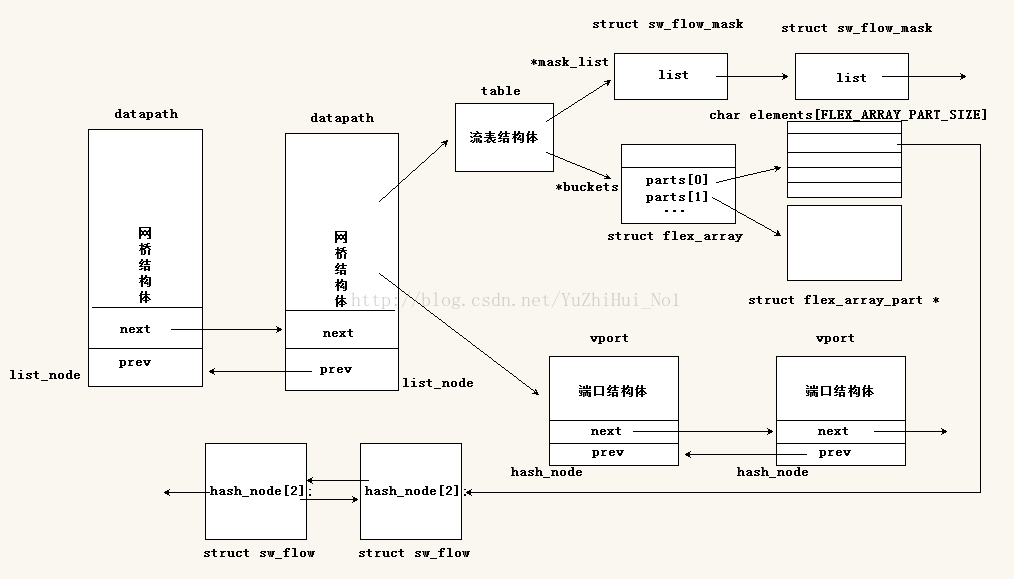 struct sw_flow_mask
struct sw_flow_mask
*mask_list
list
list
table
datapath
datapath
char elements[FLEX_ARRAY_PART_SIZE]
流表结构体
*buckets
parts[0]
parts[1]
...
struct flex_array
网桥结构体
网桥结构体
http://blog.csdn.net/YuZhiHui_No1
struct flex_array_part *
next
next
prev
prev
list_node
list_node
vport
vport
端口结构体
端口结构体
next
next
prev
prev
hash_node
hash_node
hash_node[2];
hash_node[2];
struct sw_flow
struct sw_flow